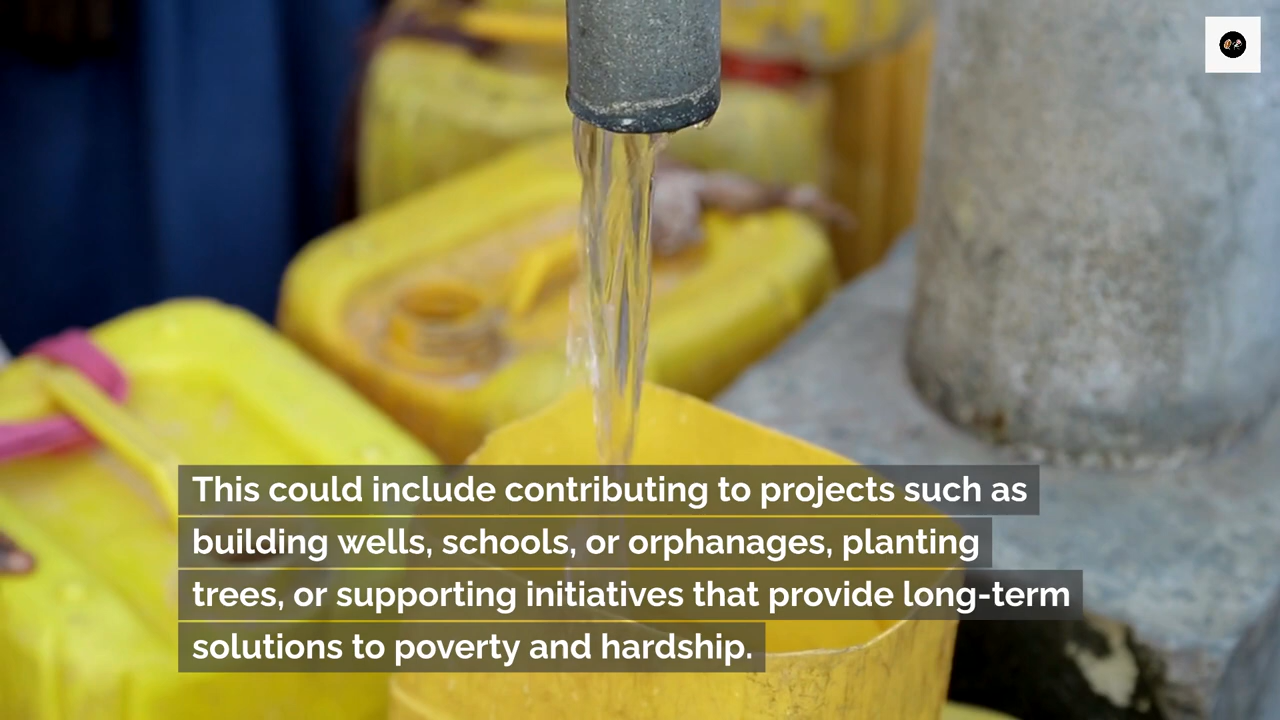 This could include contributing to projects such as
building wells, schools, or orphanages, planting
trees, or supporting initiatives that provide long-term
solutions to poverty and hardship.